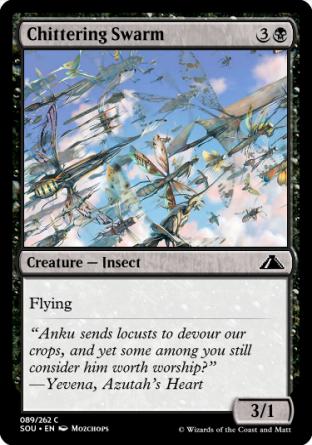 Chittering Swarm 3
Creature — Insect
Flying
“Anku sends locusts to devour our
crops, and yet some among you still
consider him worth worship?”
—Yevena, Azutah's Heart
3/1
089/262 C
SOU • EN Mozchops
© Wizards of the Coast and Matt